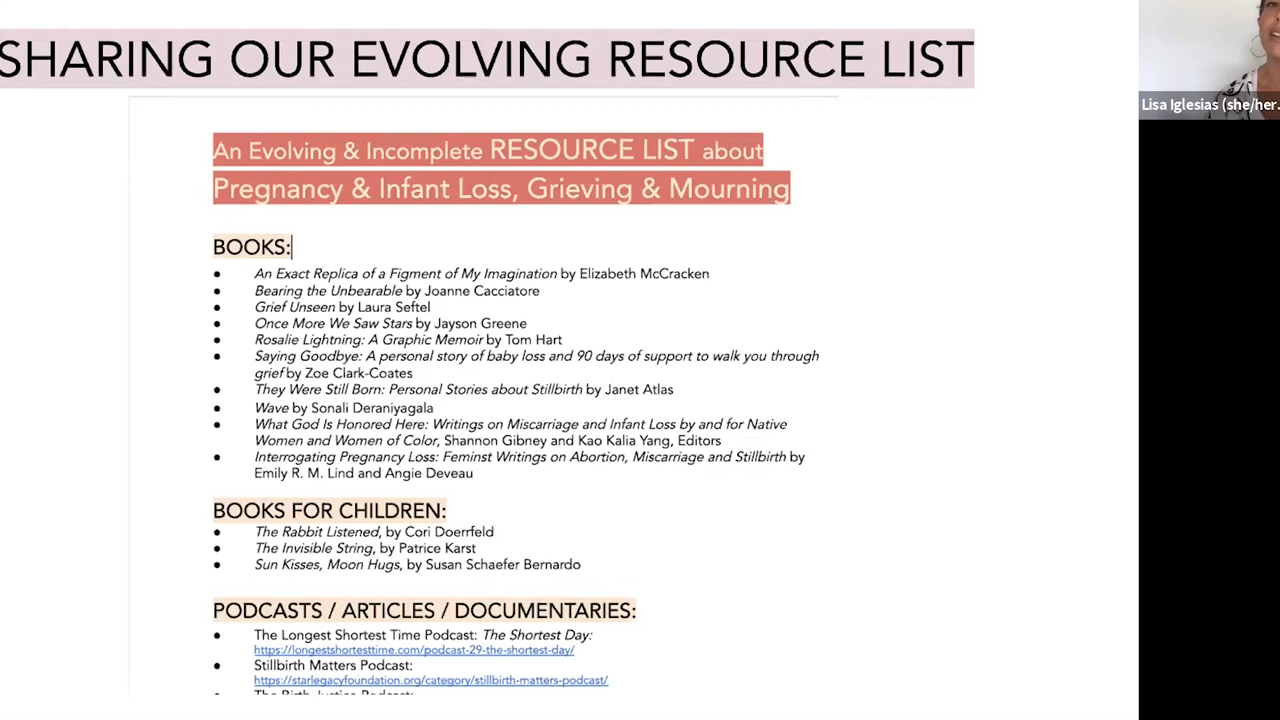 SHARING OUR EVOLVING RESOURCE LIST
Lisa Iglesias (she/her.
An Evolving & Incomplete RESOURCE LIST about
Pregnancy & Infant Loss, Grieving & Mourning
BOOKS:
● An Exact Replica of a Figment of My Imagination by Elizabeth McCracken
● Bearing the Unbearable by Joanne Cacciatore
● Grief Unseen by Laura Seftel
● Once More We Saw Stars by Jayson Greene
● Rosalie Lightning: A Graphic Memoir by Tom Hart
● Saying Goodbye: A personal story of baby loss and 90 days of support to walk you through
grief by Zoe Clark-Coates
● They Were Still Born: Personal Stories about Stillbirth by Janet Atlas
● Wave by Sonali Deraniyagala
● What God Is Honored Here: Writings on Miscarriage and Infant Loss by and for Native
Women and Women of Color, Shannon Gibney and Kao Kalia Yang, Editors
● Interrogating Pregnancy Loss: Feminst Writings on Abortion, Miscarriage and Stillbirth by
Emily R. M. Lind and Angie Deveau
BOOKS FOR CHILDREN:
● The Rabbit Listened, by Cori Doerrfeld
● The Invisible String, by Patrice Karst
● Sun Kisses, Moon Hugs, by Susan Schaefer Bernardo
PODCASTS / ARTICLES / DOCUMENTARIES:
● The Longest Shortest Time Podcast: The Shortest Day:
https://longestshortesttime.com/podcast-29-the-shortest-day/
● Stillbirth Matters Podcast:
https://starlegacyfoundation.org/category/stillbirth-matters-podcast/
● The Birth Justice Podcast: